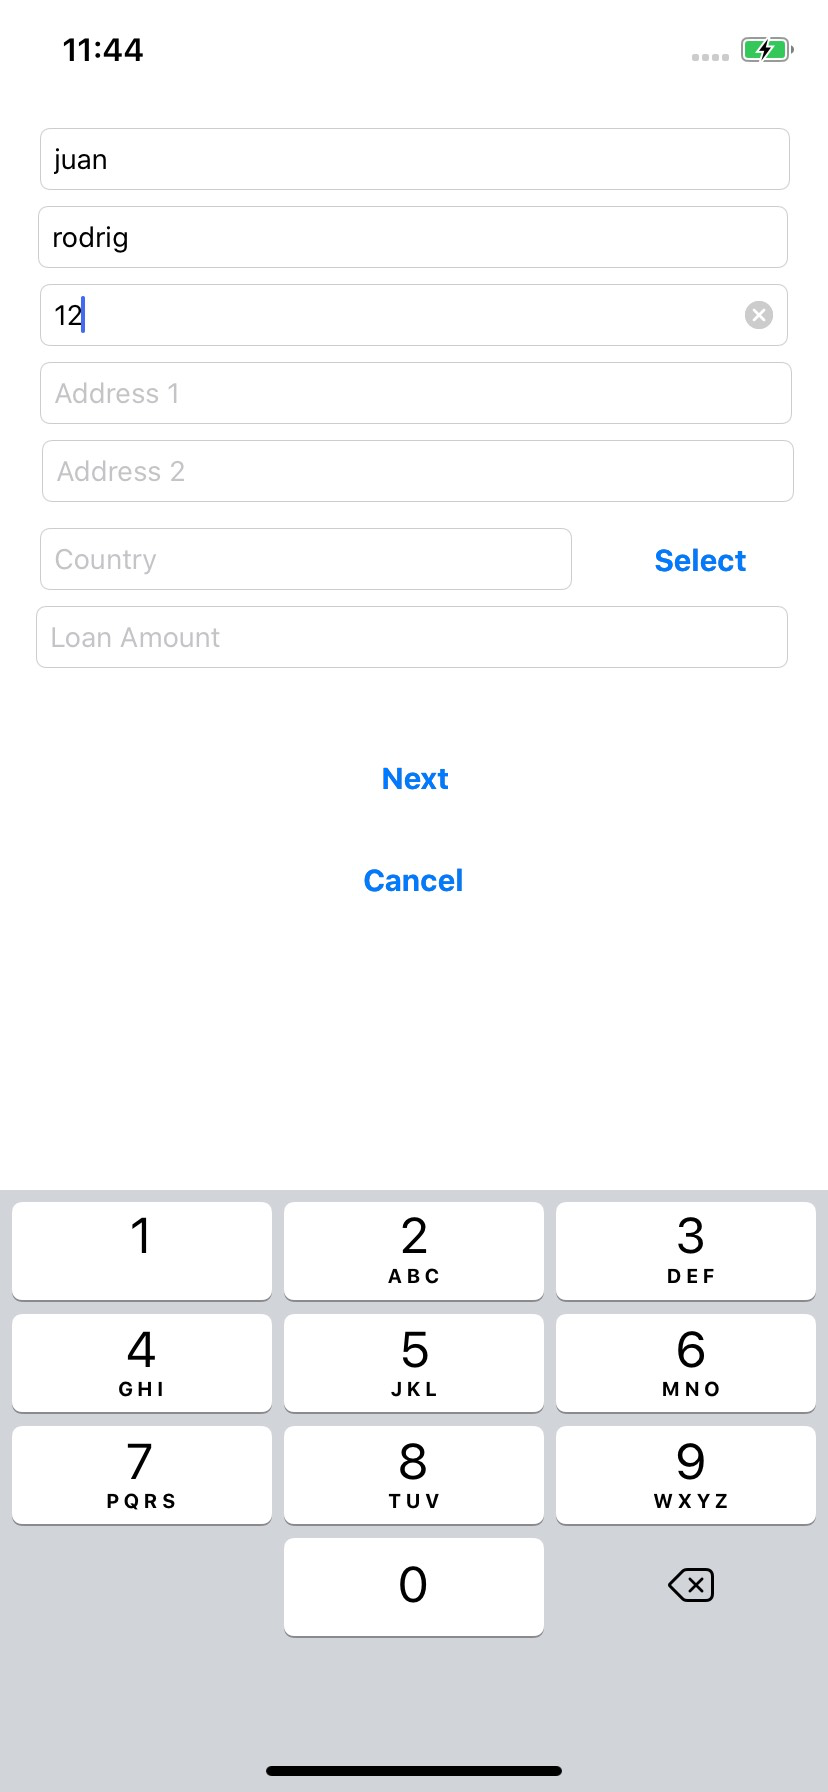 11:44
juan
rodrig
12
Address 1
Address 2
Country Select
Loan Amount
Next
Cancel
1 2 3
ABC DEF
4 5 6
GHI JKL MNO
7 8 9
PQRS TUV WXYZ
0